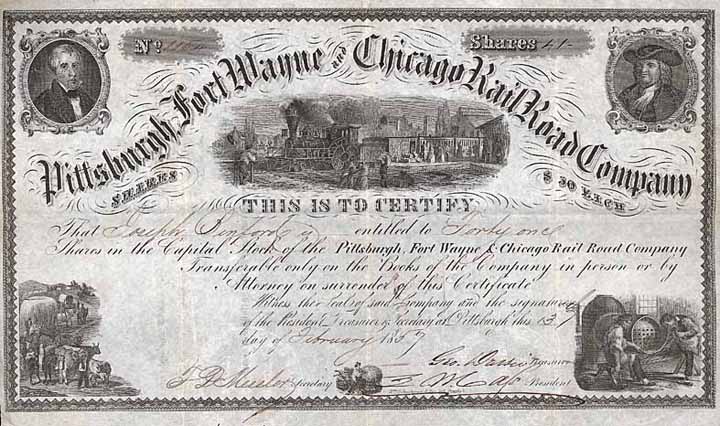 No.
Shares 41-
Pittsburgh, Fort Wayne and Chicago Rail Road Company
SHARES $50 EACH
THIS IS TO CERTIFY
That Joseph is entitled to Forty one
Shares in the Capital Stock of the Pittsburgh, Fort Wayne & Chicago Rail Road Company
Transferable only on the Books of the Company in person or by
Attorney on surrender of this Certificate
Witness the Seal of said Company and the signatures
of the President Treasurer & Secretary at Pittsburgh this 13
day of February 1857
Treasurer
Secretary President